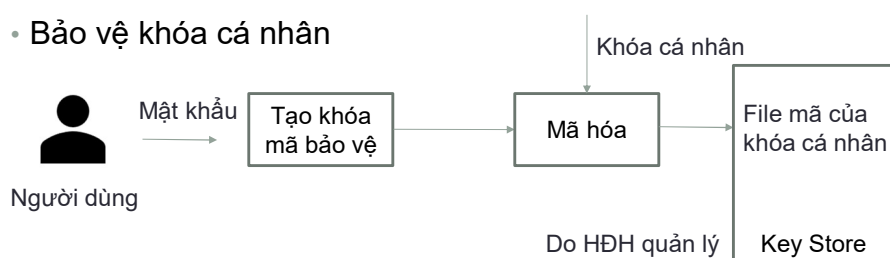 • Bảo vệ khóa cá nhân
Khóa cá nhân
Mật khẩu
Tạo khóa
mã bảo vệ
Mã hóa
File mã của
khóa cá nhân
Người dùng
Do HĐH quản lý
Key Store